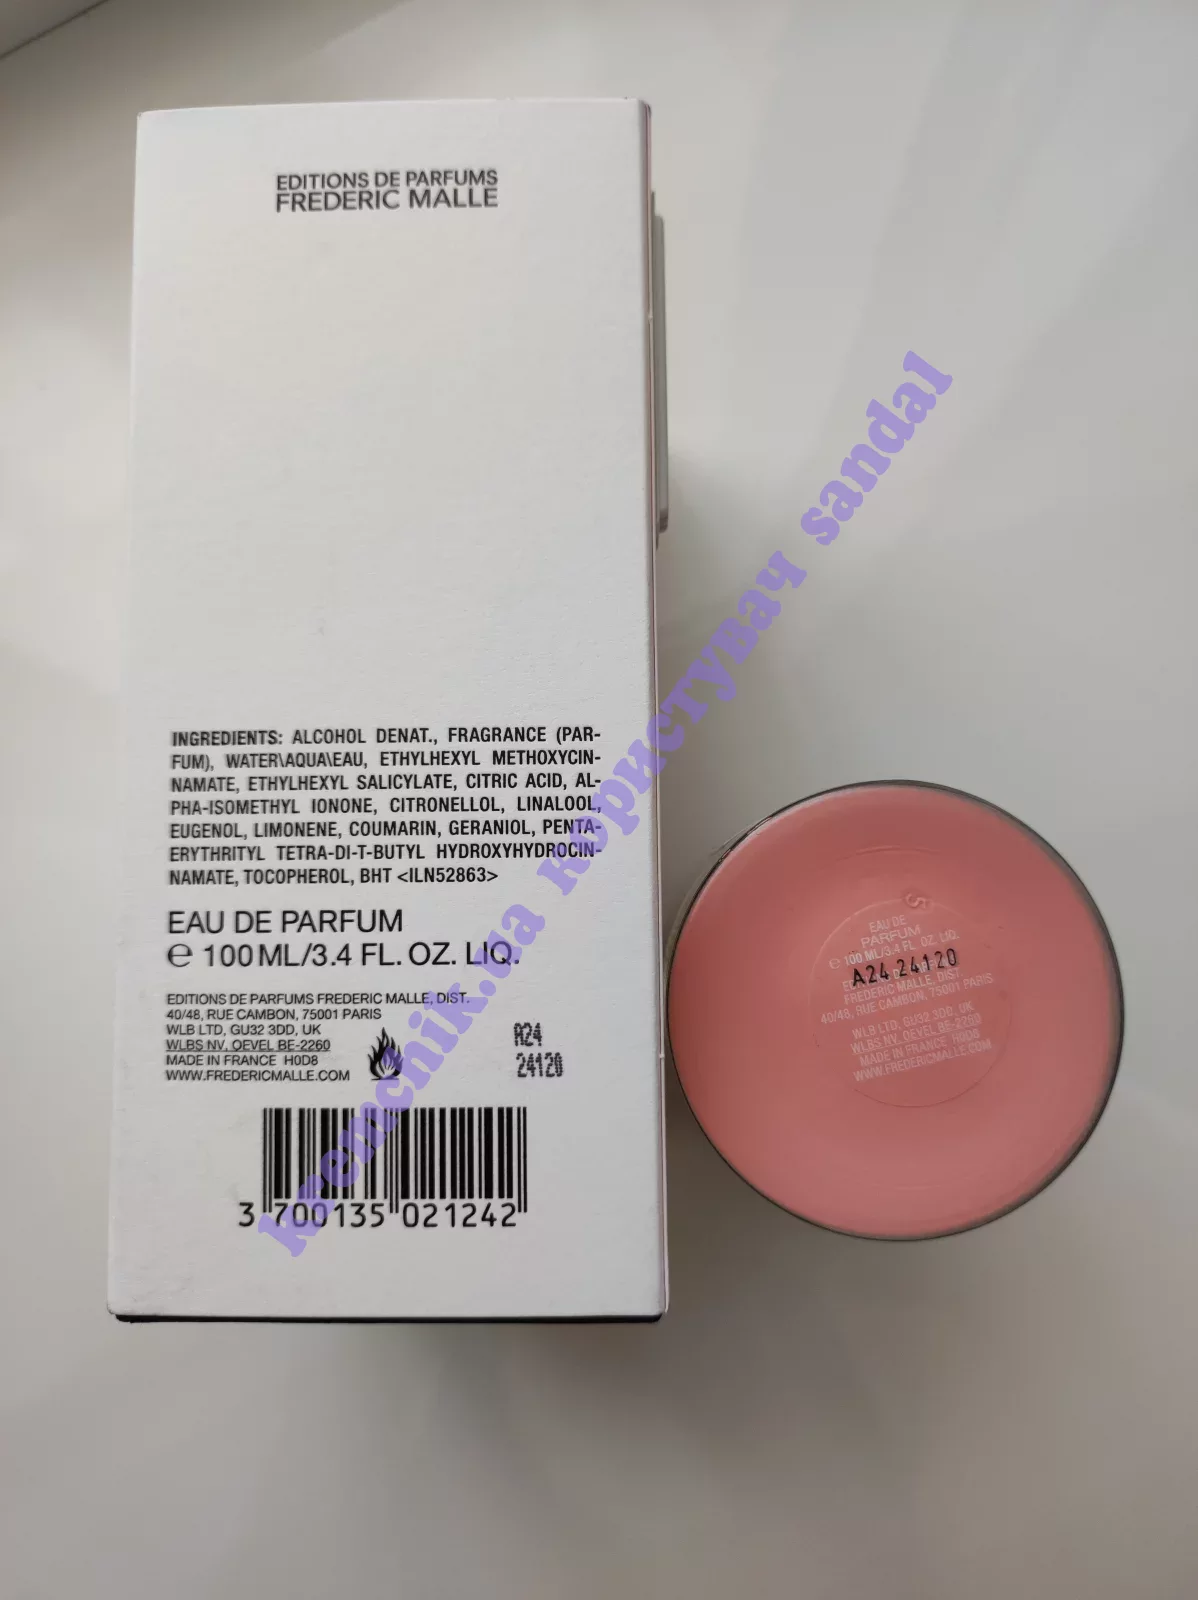 EDITIONS DE PARFUMS
FREDERIC MALLE
INGREDIENTS: ALCOHOL DENAT., FRAGRANCE (PAR-
FUM), WATER\AQUA\EAU, ETHYLHEXYL METHOXYCIN-
NAMATE, ETHYLHEXYL SALICYLATE, CITRIC ACID, AL-
PHA-ISOMETHYL IONONE, CITRONELLOL, LINALOOL,
EUGENOL, LIMONENE, COUMARIN, GERANIOL, PENTA-
ERYTHRITYL TETRA-DI-T-BUTYL HYDROXYHYDROCIN-
NAMATE, TOCOPHEROL, BHT <ILN52863>
EAU DE PARFUM
℮ 100 ML/3.4 FL. OZ. LIQ.
EDITIONS DE PARFUMS FREDERIC MALLE, DIST.
40/48, RUE CAMBON, 75001 PARIS
WLB LTD, GU32 3DD, UK
WLBS NV, OEVEL BE-2260
MADE IN FRANCE H0D8
WWW.FREDERICMALLE.COM
A24
24120
3 700135 021242
kremchik.ua користувач sandal
5
EAU DE
PARFUM
℮ 100 ML/3.4 FL. OZ. LIQ.
A24 24120
FREDERIC MALLE, DIST.
40/48, RUE CAMBON, 75001 PARIS
WLB LTD, GU32 3DD, UK
WLBS NV, OEVEL BE-2260
MADE IN FRANCE H0D8
WWW.FREDERICMALLE.COM